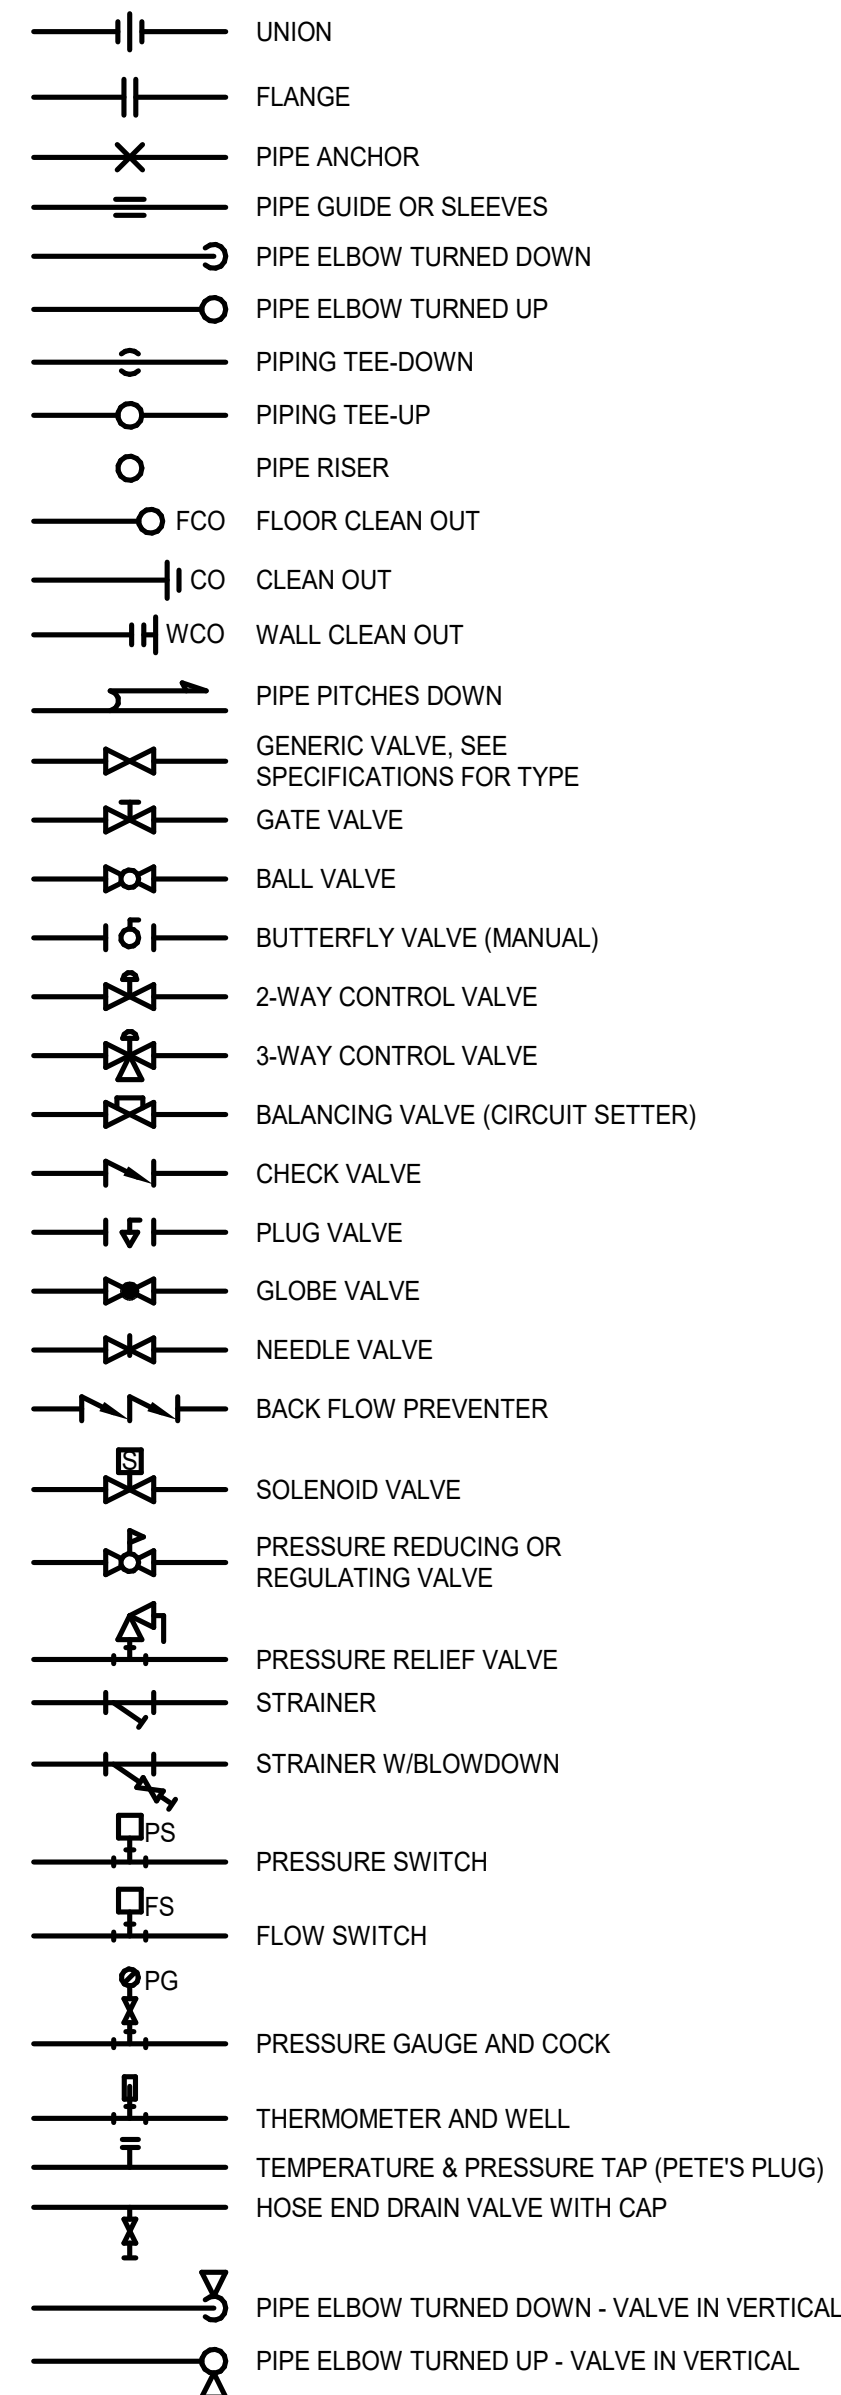 UNION
FLANGE
PIPE ANCHOR
PIPE GUIDE OR SLEEVES
PIPE ELBOW TURNED DOWN
PIPE ELBOW TURNED UP
PIPING TEE-DOWN
PIPING TEE-UP
PIPE RISER
FCO FLOOR CLEAN OUT
CO CLEAN OUT
WCO WALL CLEAN OUT
PIPE PITCHES DOWN
GENERIC VALVE, SEE
SPECIFICATIONS FOR TYPE
GATE VALVE
BALL VALVE
BUTTERFLY VALVE (MANUAL)
2-WAY CONTROL VALVE
3-WAY CONTROL VALVE
BALANCING VALVE (CIRCUIT SETTER)
CHECK VALVE
PLUG VALVE
GLOBE VALVE
NEEDLE VALVE
BACK FLOW PREVENTER
S
SOLENOID VALVE
PRESSURE REDUCING OR
REGULATING VALVE
PRESSURE RELIEF VALVE
STRAINER
STRAINER W/BLOWDOWN
PS
PRESSURE SWITCH
FS
FLOW SWITCH
PG
PRESSURE GAUGE AND COCK
THERMOMETER AND WELL
TEMPERATURE & PRESSURE TAP (PETE'S PLUG)
HOSE END DRAIN VALVE WITH CAP
PIPE ELBOW TURNED DOWN - VALVE IN VERTICAL
PIPE ELBOW TURNED UP - VALVE IN VERTICAL